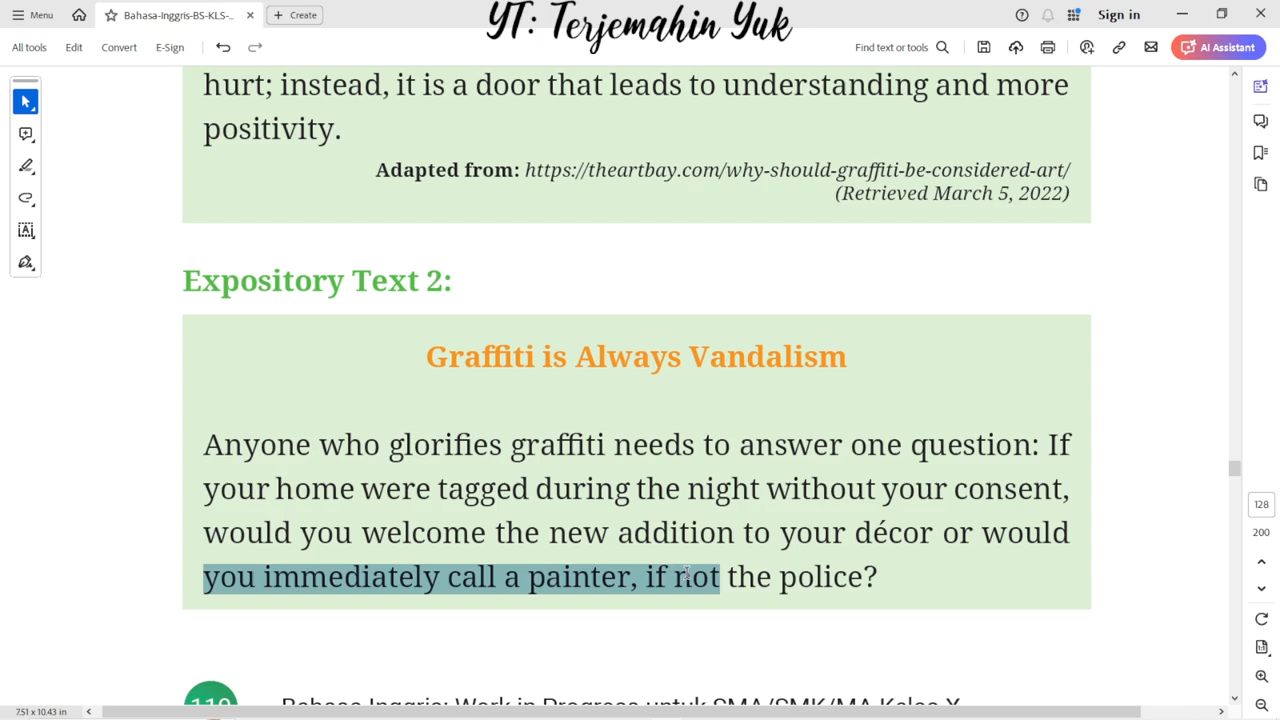 Menu
Bahasa-Inggris-BS-KLS-...
Create
YT: Terjemahin Yuk
Sign in
All tools
Edit
Convert
E-Sign
Find text or tools
AI Assistant
hurt; instead, it is a door that leads to understanding and more
positivity.
Adapted from: https://theartbay.com/why-should-graffiti-be-considered-art/
(Retrieved March 5, 2022)
Expository Text 2:
Graffiti is Always Vandalism
Anyone who glorifies graffiti needs to answer one question: If
your home were tagged during the night without your consent,
would you welcome the new addition to your décor or would
you immediately call a painter, if not the police?
128
200
Bahasa Inggris: Work in Progress untuk SMA/SMK/MA Kelas X
7.51 x 10.43 in